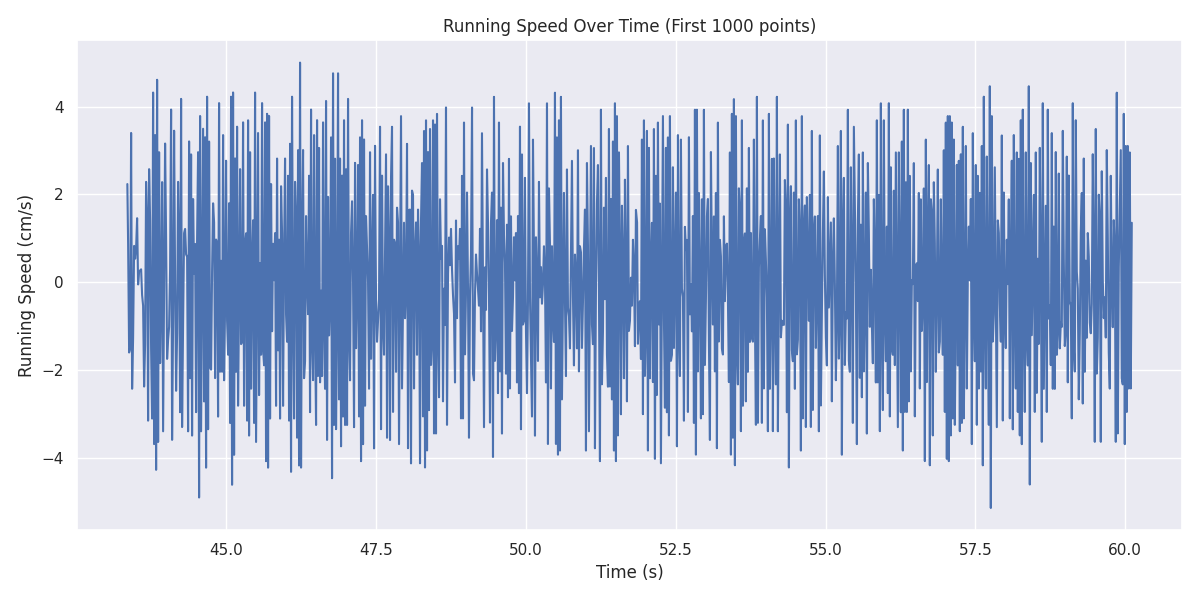 Running Speed Over Time (First 1000 points)
Running Speed (cm/s)
4
2
0
−2
−4
45.0 47.5 50.0 52.5 55.0 57.5 60.0
Time (s)